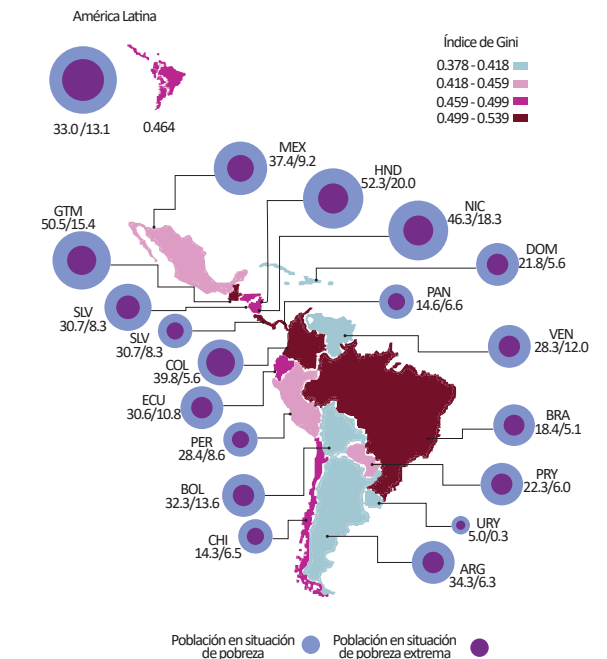 América Latina
33.0/13.1
0.464
Índice de Gini
0.378 - 0.418
0.418 - 0.459
0.459 - 0.499
0.499 - 0.539
MEX
37.4/9.2
HND
52.3/20.0
GTM
50.5/15.4
NIC
46.3/18.3
DOM
21.8/5.6
SLV
30.7/8.3
PAN
14.6/6.6
SLV
30.7/8.3
VEN
28.3/12.0
COL
39.8/5.6
ECU
30.6/10.8
BRA
18.4/5.1
PER
28.4/8.6
PRY
22.3/6.0
BOL
32.3/13.6
URY
5.0/0.3
CHI
14.3/6.5
ARG
34.3/6.3
Población en situación
de pobreza
Población en situación
de pobreza extrema